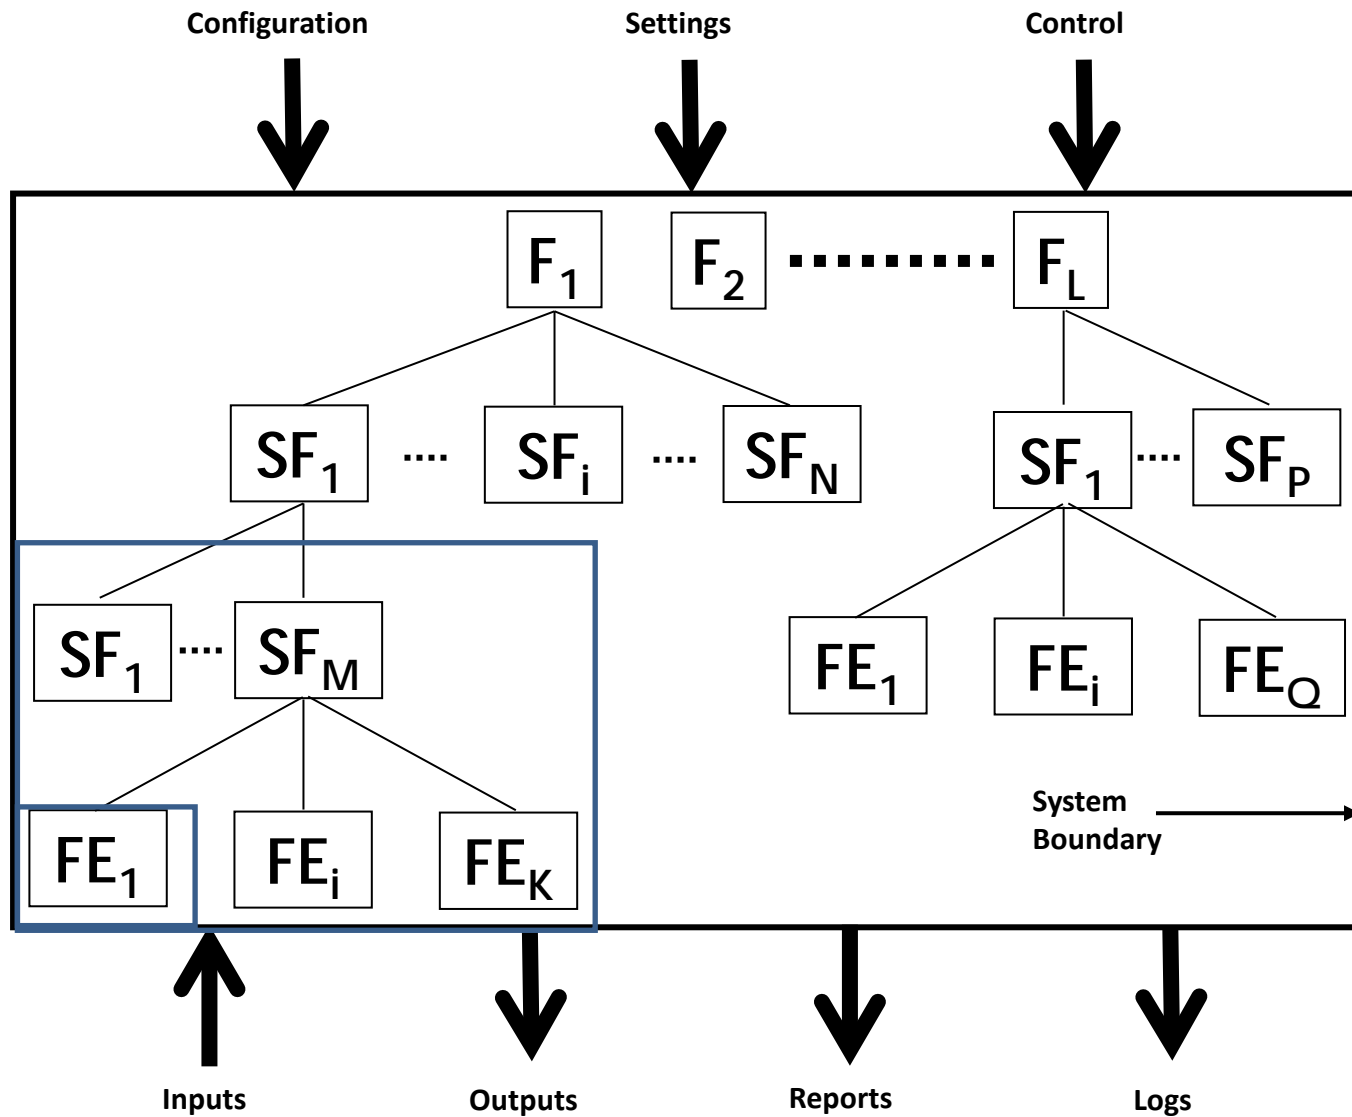 Configuration Settings Control
F1 F2 FL
SF1 SFi SFN SF1 SFP
SF1 SFM FE1 FEi FEQ
System
Boundary
FE1 FEi FEK
Inputs Outputs Reports Logs